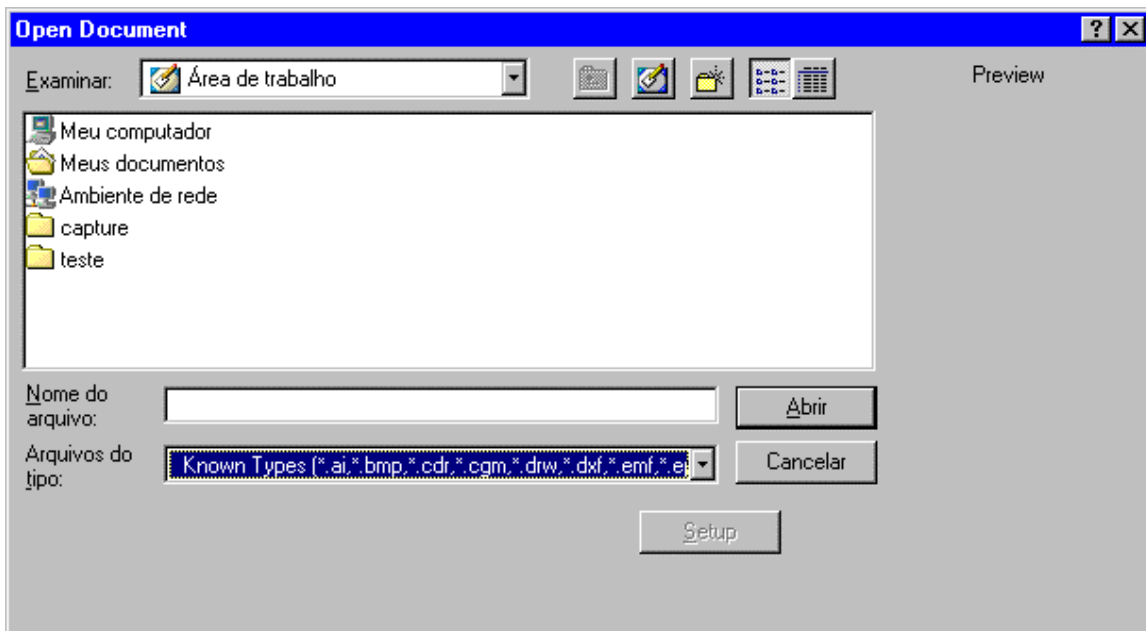 Open Document
Examinar:
Área de trabalho
Preview
Meu computador
Meus documentos
Ambiente de rede
capture
teste
Nome do
arquivo:
Abrir
Arquivos do
tipo:
Known Types (*.ai,*.bmp,*.cdr,*.cgm,*.drw,*.dxf,*.emf,*.e
Cancelar
Setup